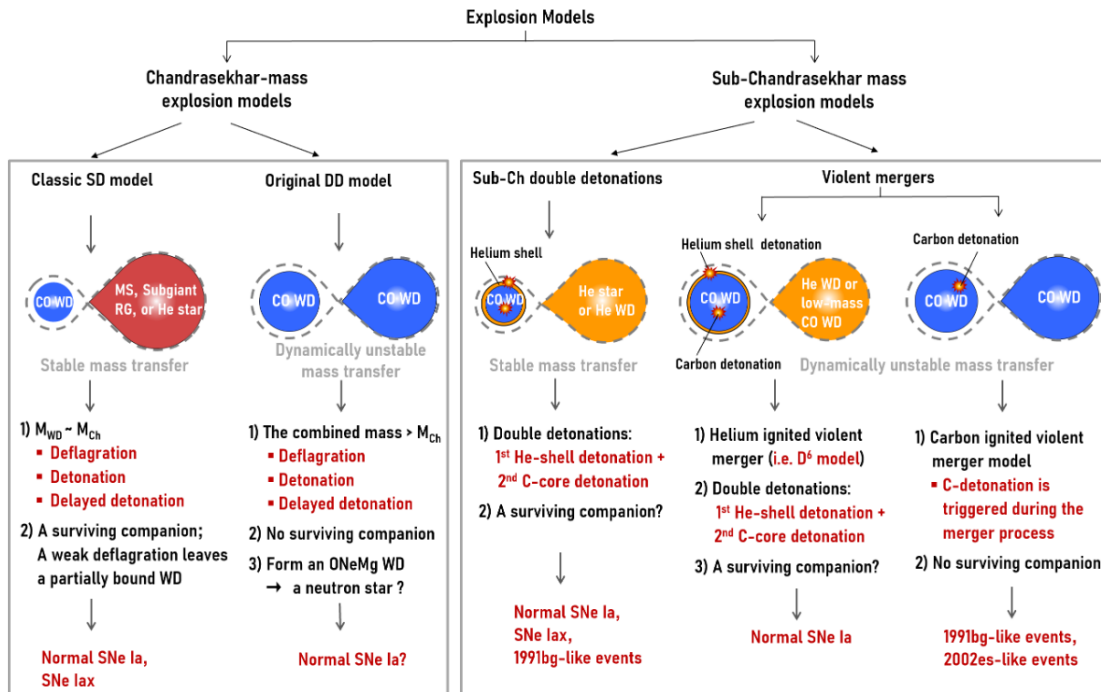 Explosion Models
Chandrasekhar-mass
explosion models
Sub-Chandrasekhar mass
explosion models
Classic SD model
CO WD
MS, Subgiant
RG, or He star
Stable mass transfer
1) M_WD ~ M_Ch
▪ Deflagration
▪ Detonation
▪ Delayed detonation
2) A surviving companion;
A weak deflagration leaves
a partially bound WD
Normal SNe Ia,
SNe Iax
Original DD model
CO WD
CO WD
Dynamically unstable
mass transfer
1) The combined mass > M_Ch
▪ Deflagration
▪ Detonation
▪ Delayed detonation
2) No surviving companion
3) Form an ONeMg WD
→ a neutron star ?
Normal SNe Ia?
Sub-Ch double detonations
Helium shell
CO WD
He star
or He WD
Stable mass transfer
1) Double detonations:
1st He-shell detonation +
2nd C-core detonation
2) A surviving companion?
Normal SNe Ia,
SNe Iax,
1991bg-like events
Violent mergers
Helium shell detonation
CO WD
He WD or
low-mass
CO WD
Carbon detonation
Dynamically unstable mass transfer
1) Helium ignited violent
merger (i.e. D⁶ model)
2) Double detonations:
1st He-shell detonation +
2nd C-core detonation
3) A surviving companion?
Normal SNe Ia
Carbon detonation
CO WD
CO WD
1) Carbon ignited violent
merger model
▪ C-detonation is
triggered during the
merger process
2) No surviving companion
1991bg-like events,
2002es-like events